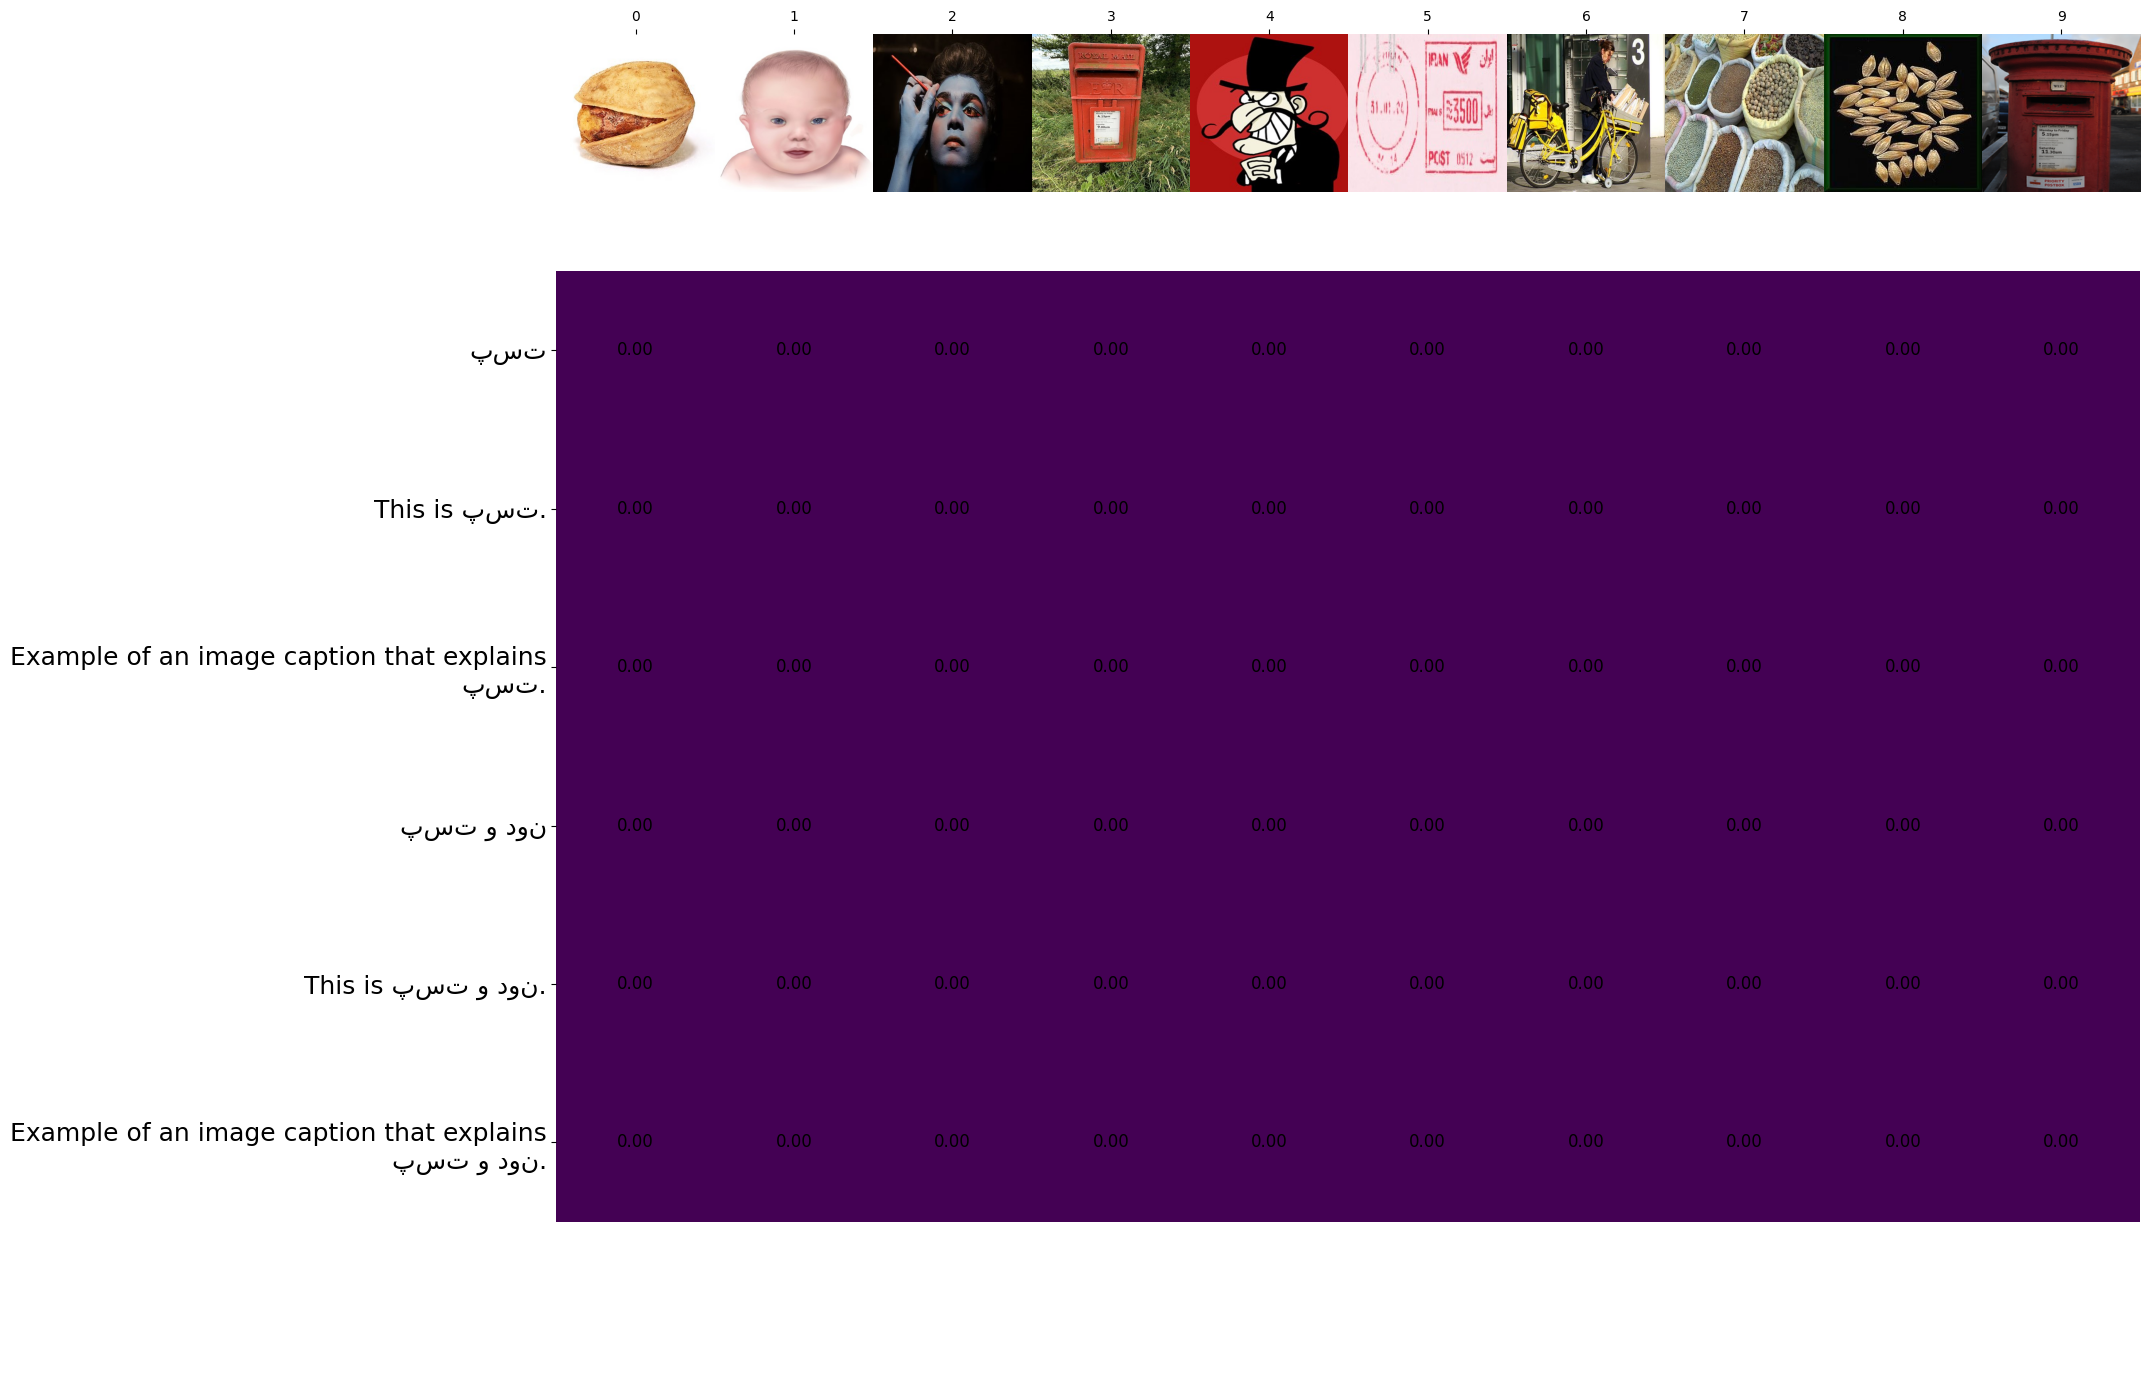 0 1 2 3 4 5 6 7 8 9
ROYAL MAIL
E R
IRAN ایران
31.01.24
3500
POST 0512 پست
3
پست 0.00 0.00 0.00 0.00 0.00 0.00 0.00 0.00 0.00 0.00
This is پست. 0.00 0.00 0.00 0.00 0.00 0.00 0.00 0.00 0.00 0.00
Example of an image caption that explains
پست. 0.00 0.00 0.00 0.00 0.00 0.00 0.00 0.00 0.00 0.00
پست و دون 0.00 0.00 0.00 0.00 0.00 0.00 0.00 0.00 0.00 0.00
This is پست و دون. 0.00 0.00 0.00 0.00 0.00 0.00 0.00 0.00 0.00 0.00
Example of an image caption that explains
پست و دون. 0.00 0.00 0.00 0.00 0.00 0.00 0.00 0.00 0.00 0.00